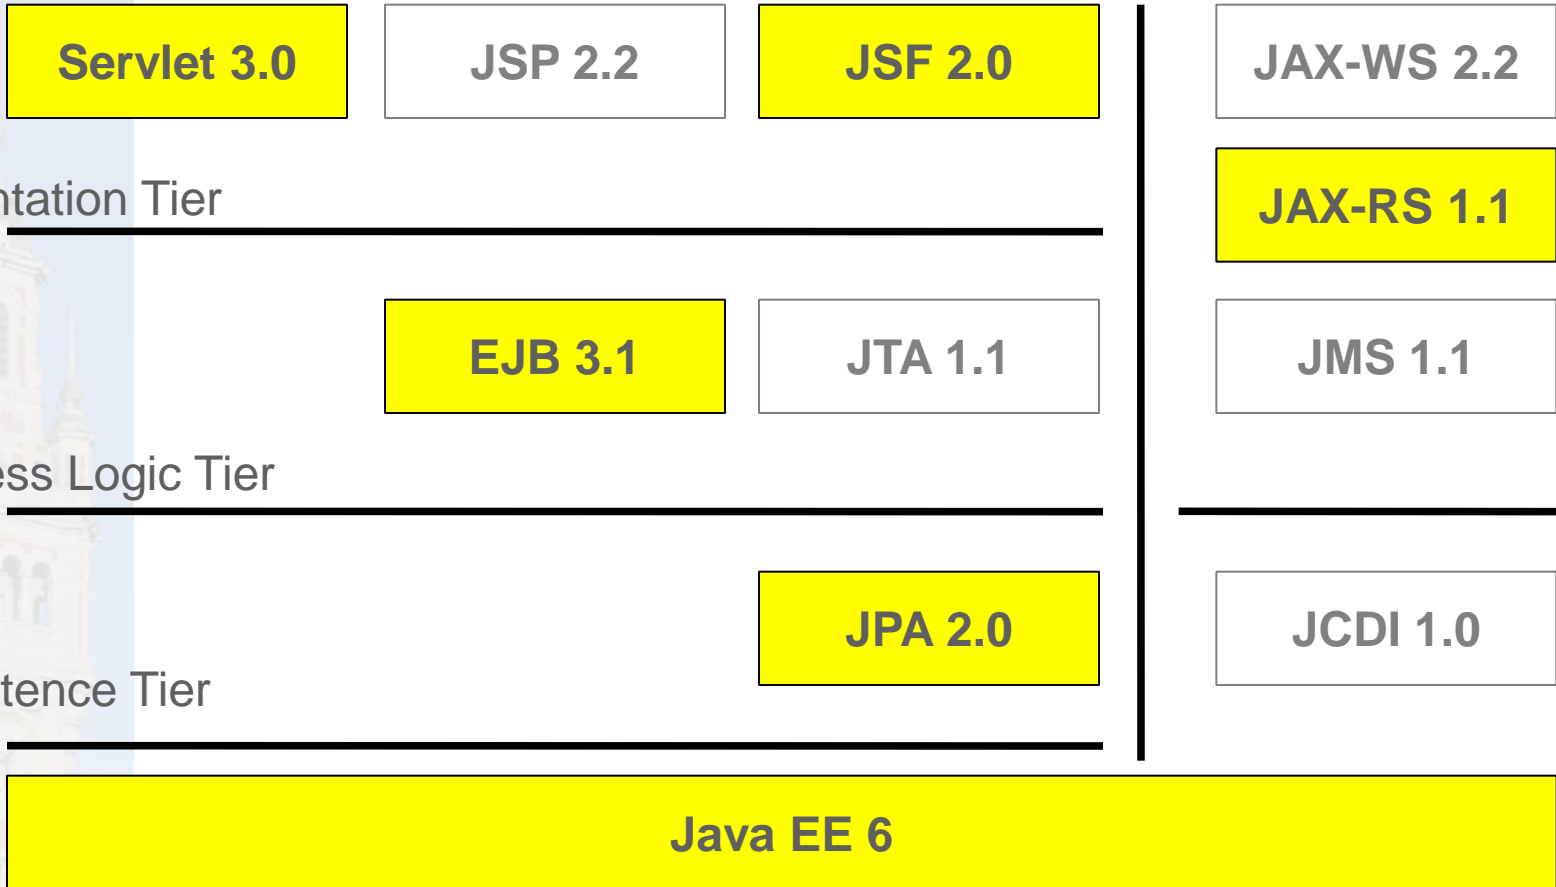 Servlet 3.0
JSP 2.2
JSF 2.0
JAX-WS 2.2
ntation Tier
JAX-RS 1.1
EJB 3.1
JTA 1.1
JMS 1.1
ess Logic Tier
JPA 2.0
JCDI 1.0
tence Tier
Java EE 6